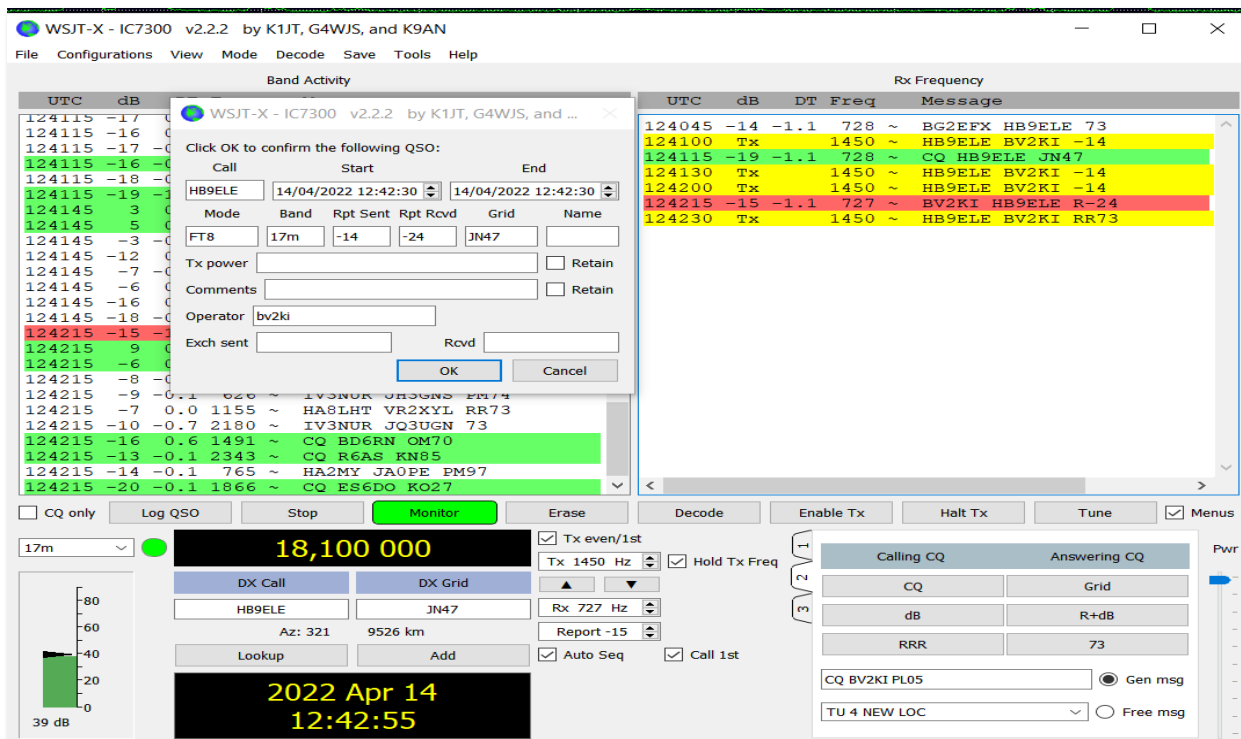 WSJT-X - IC7300 v2.2.2 by K1JT, G4WJS, and K9AN
File Configurations View Mode Decode Save Tools Help
Band Activity
UTC dB
124115 -17
124115 -16
124115 -17
124115 -16
124115 -18
124115 -19
124145 3
124145 5
124145 -3
124145 -12
124145 -7
124145 -6
124145 -16
124145 -18
124215 -15
124215 9
124215 -6
124215 -8
124215 -9 -0.1 626 ~ IV3NUR JH3GNS PM74
124215 -7 0.0 1155 ~ HA8LHT VR2XYL RR73
124215 -10 -0.7 2180 ~ IV3NUR JQ3UGN 73
124215 -16 0.6 1491 ~ CQ BD6RN OM70
124215 -13 -0.1 2343 ~ CQ R6AS KN85
124215 -14 -0.1 765 ~ HA2MY JA0PE PM97
124215 -20 -0.1 1866 ~ CQ ES6DO KO27
WSJT-X - IC7300 v2.2.2 by K1JT, G4WJS, and ...
Click OK to confirm the following QSO:
Call Start End
HB9ELE 14/04/2022 12:42:30 14/04/2022 12:42:30
Mode Band Rpt Sent Rpt Rcvd Grid Name
FT8 17m -14 -24 JN47
Tx power Retain
Comments Retain
Operator bv2ki
Exch sent Rcvd
OK Cancel
Rx Frequency
UTC dB DT Freq Message
124045 -14 -1.1 728 ~ BG2EFX HB9ELE 73
124100 Tx 1450 ~ HB9ELE BV2KI -14
124115 -19 -1.1 728 ~ CQ HB9ELE JN47
124130 Tx 1450 ~ HB9ELE BV2KI -14
124200 Tx 1450 ~ HB9ELE BV2KI -14
124215 -15 -1.1 727 ~ BV2KI HB9ELE R-24
124230 Tx 1450 ~ HB9ELE BV2KI RR73
CQ only Log QSO Stop Monitor Erase Decode Enable Tx Halt Tx Tune Menus
17m
18,100 000
DX Call DX Grid
HB9ELE JN47
Az: 321 9526 km
Lookup Add
2022 Apr 14
12:42:55
80
60
40
20
0
39 dB
Tx even/1st
Tx 1450 Hz Hold Tx Freq
Rx 727 Hz
Report -15
Auto Seq Call 1st
1
2
3
Calling CQ Answering CQ
CQ Grid
dB R+dB
RRR 73
CQ BV2KI PL05 Gen msg
TU 4 NEW LOC Free msg
Pwr